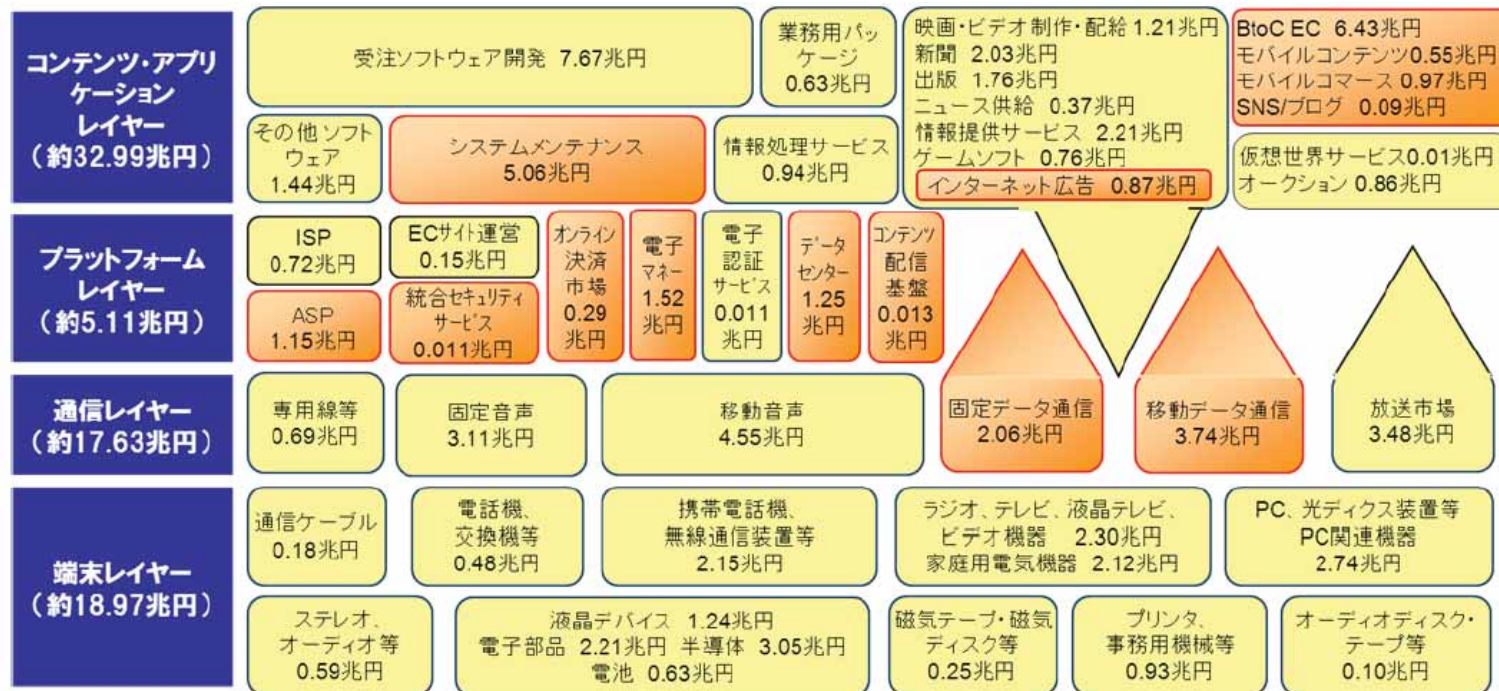 コンテンツ・アプリ
ケーション
レイヤー
（約32.99兆円）
受注ソフトウェア開発 7.67兆円
業務用パッ
ケージ
0.63兆円
映画・ビデオ制作・配給 1.21兆円
新聞 2.03兆円
出版 1.76兆円
ニュース供給 0.37兆円
情報提供サービス 2.21兆円
ゲームソフト 0.76兆円
インターネット広告 0.87兆円
BtoC EC 6.43兆円
モバイルコンテンツ0.55兆円
モバイルコマース 0.97兆円
SNS/ブログ 0.09兆円
その他ソフト
ウェア
1.44兆円
システムメンテナンス
5.06兆円
情報処理サービス
0.94兆円
仮想世界サービス0.01兆円
オークション 0.86兆円
プラットフォーム
レイヤー
（約5.11兆円）
ISP
0.72兆円
ECサイト運営
0.15兆円
ASP
1.15兆円
統合セキュリティ
サービス
0.011兆円
オンライン
決済
市場
0.29
兆円
電子
マネー
1.52
兆円
電子
認証
サービス
0.011
兆円
データ
センター
1.25
兆円
コンテンツ
配信
基盤
0.013
兆円
通信レイヤー
（約17.63兆円）
専用線等
0.69兆円
固定音声
3.11兆円
移動音声
4.55兆円
固定データ通信
2.06兆円
移動データ通信
3.74兆円
放送市場
3.48兆円
端末レイヤー
（約18.97兆円）
通信ケーブル
0.18兆円
電話機、
交換機等
0.48兆円
携帯電話機、
無線通信装置等
2.15兆円
ラジオ、テレビ、液晶テレビ、
ビデオ機器 2.30兆円
家庭用電気機器 2.12兆円
PC、光ディクス装置等
PC関連機器
2.74兆円
ステレオ、
オーディオ等
0.59兆円
液晶デバイス 1.24兆円
電子部品 2.21兆円 半導体 3.05兆円
電池 0.63兆円
磁気テープ・磁気
ディスク等
0.25兆円
プリンタ、
事務用機械等
0.93兆円
オーディオディスク・
テープ等
0.10兆円